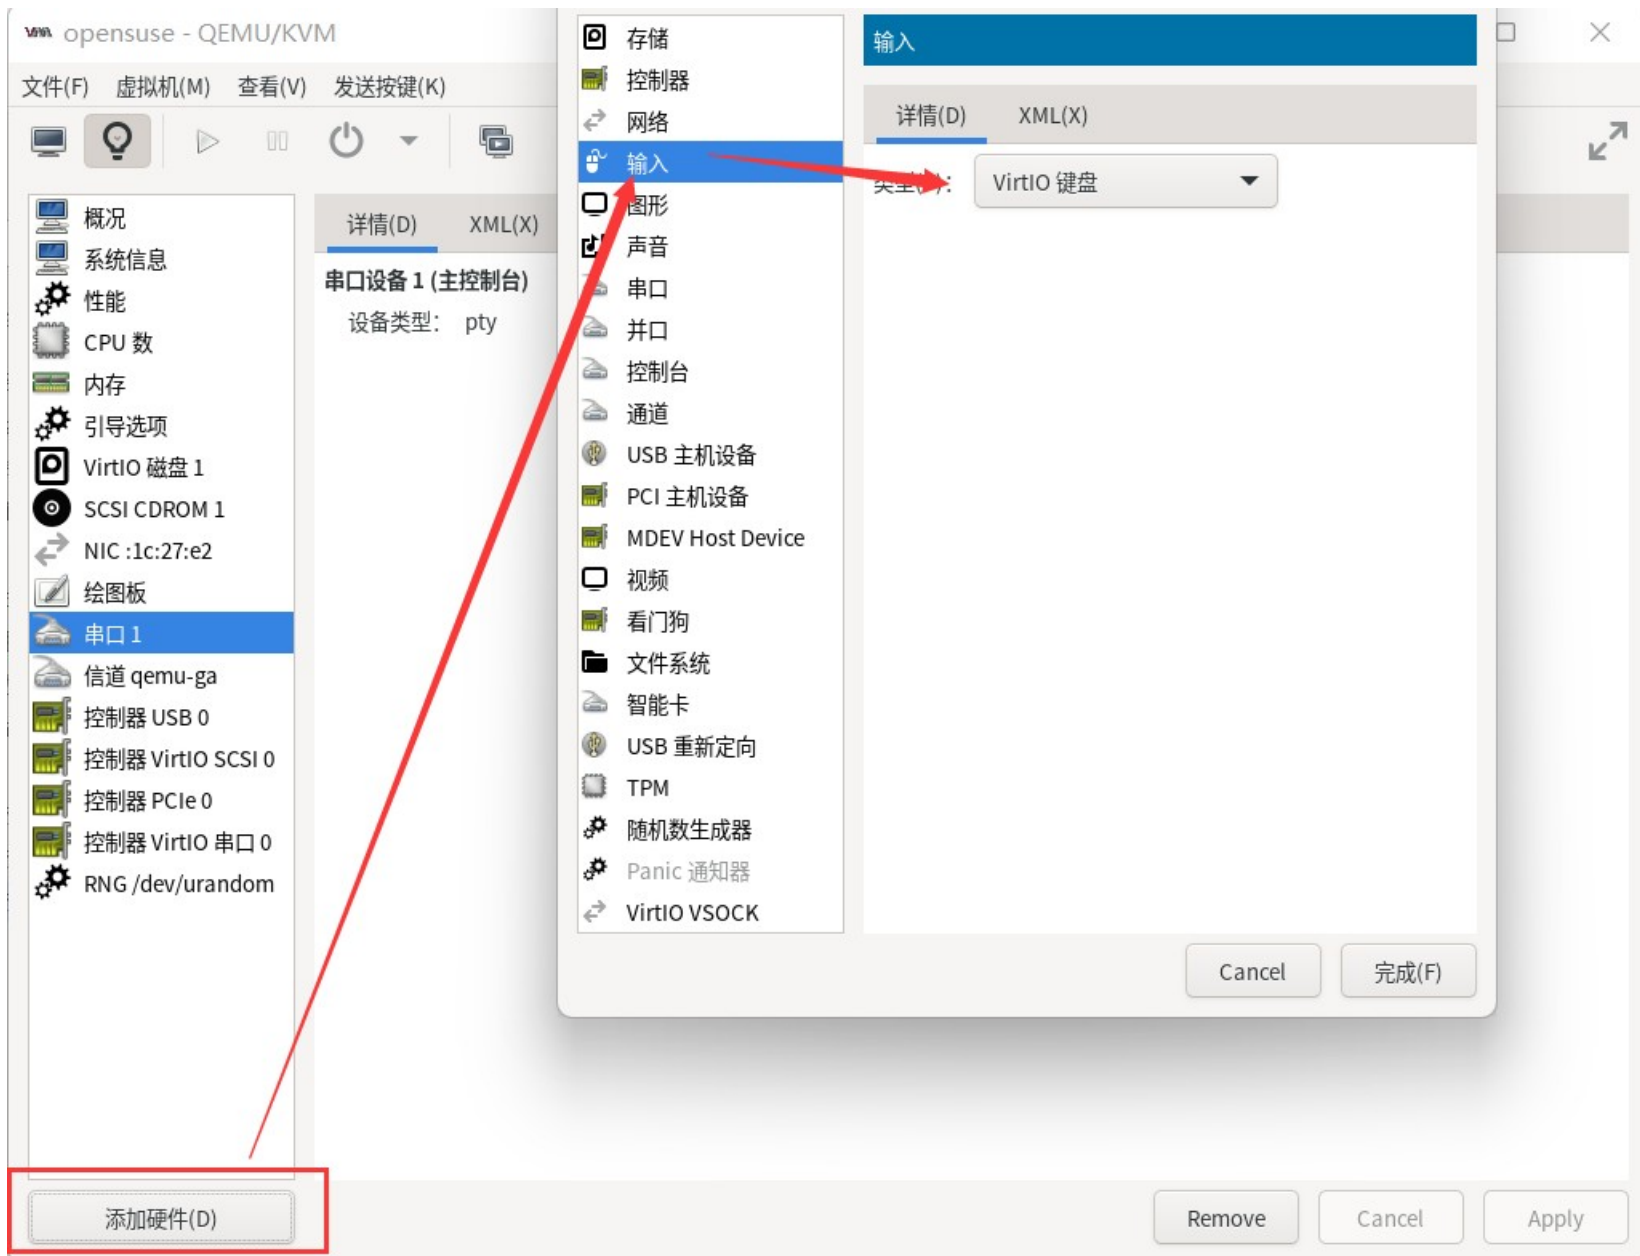 opensuse - QEMU/KVM
文件(F) 虚拟机(M) 查看(V) 发送按键(K)
概况
系统信息
性能
CPU 数
内存
引导选项
VirtIO 磁盘 1
SCSI CDROM 1
NIC :1c:27:e2
绘图板
串口 1
信道 qemu-ga
控制器 USB 0
控制器 VirtIO SCSI 0
控制器 PCIe 0
控制器 VirtIO 串口 0
RNG /dev/urandom
添加硬件(D)
详情(D) XML(X)
串口设备 1 (主控制台)
设备类型: pty
存储
控制器
网络
输入
图形
声音
串口
并口
控制台
通道
USB 主机设备
PCI 主机设备
MDEV Host Device
视频
看门狗
文件系统
智能卡
USB 重新定向
TPM
随机数生成器
Panic 通知器
VirtIO VSOCK
输入
详情(D) XML(X)
VirtIO 键盘
Cancel 完成(F)
Remove Cancel Apply